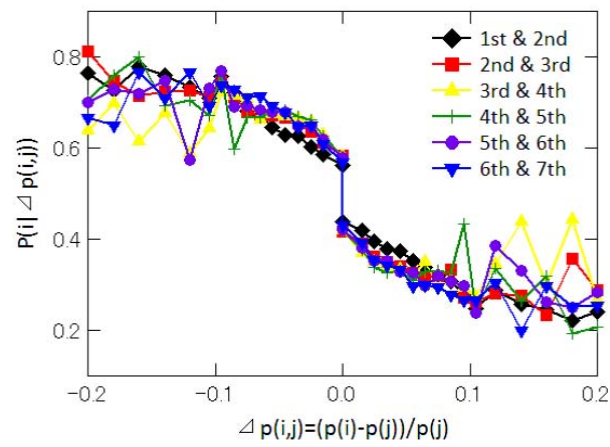 0.8
0.6
0.4
0.2
P(i| ⊿ p(i,j))
1st & 2nd
2nd & 3rd
3rd & 4th
4th & 5th
5th & 6th
6th & 7th
−0.2 −0.1 0.0 0.1 0.2
⊿ p(i,j)=(p(i)-p(j))/p(j)